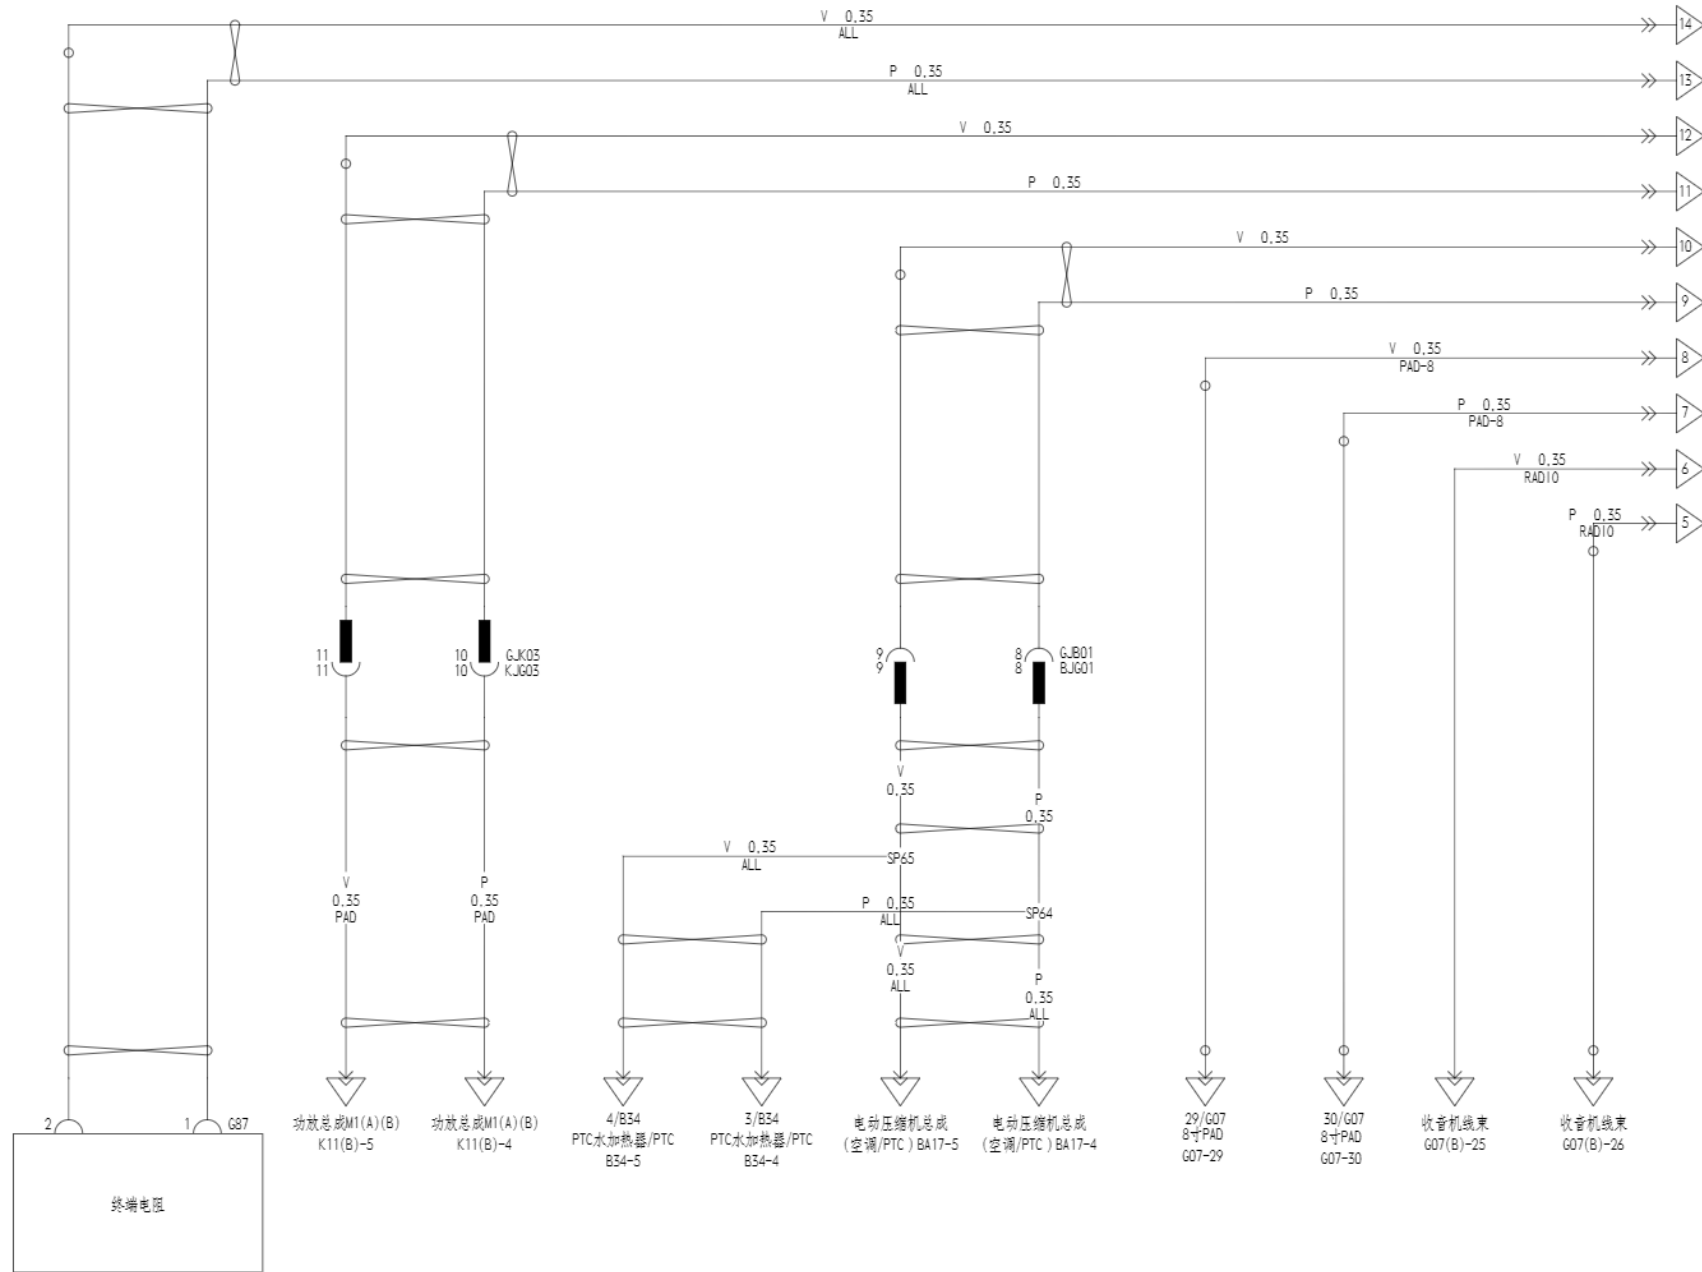 V 0.35
ALL
14
P 0.35
ALL
13
V 0.35
12
P 0.35
11
V 0.35
10
P 0.35
9
V 0.35
PAD-8
8
P 0.35
PAD-8
7
V 0.35
RADIO
6
P 0.35
RADIO
5
11
11
10
10
GJK03
KJG03
9
9
8
8
GJB01
BJG01
V
0.35
P
0.35
V 0.35
ALL
SP65
P 0.35
ALL
SP64
V
0.35
PAD
P
0.35
PAD
V
0.35
ALL
P
0.35
ALL
2
1
G87
终端电阻
功放总成M1(A)(B)
K11(B)-5
功放总成M1(A)(B)
K11(B)-4
4/B34
PTC水加热器/PTC
B34-5
3/B34
PTC水加热器/PTC
B34-4
电动压缩机总成
(空调/PTC)BA17-5
电动压缩机总成
(空调/PTC)BA17-4
29/G07
8寸PAD
G07-29
30/G07
8寸PAD
G07-30
收音机线束
G07(B)-25
收音机线束
G07(B)-26